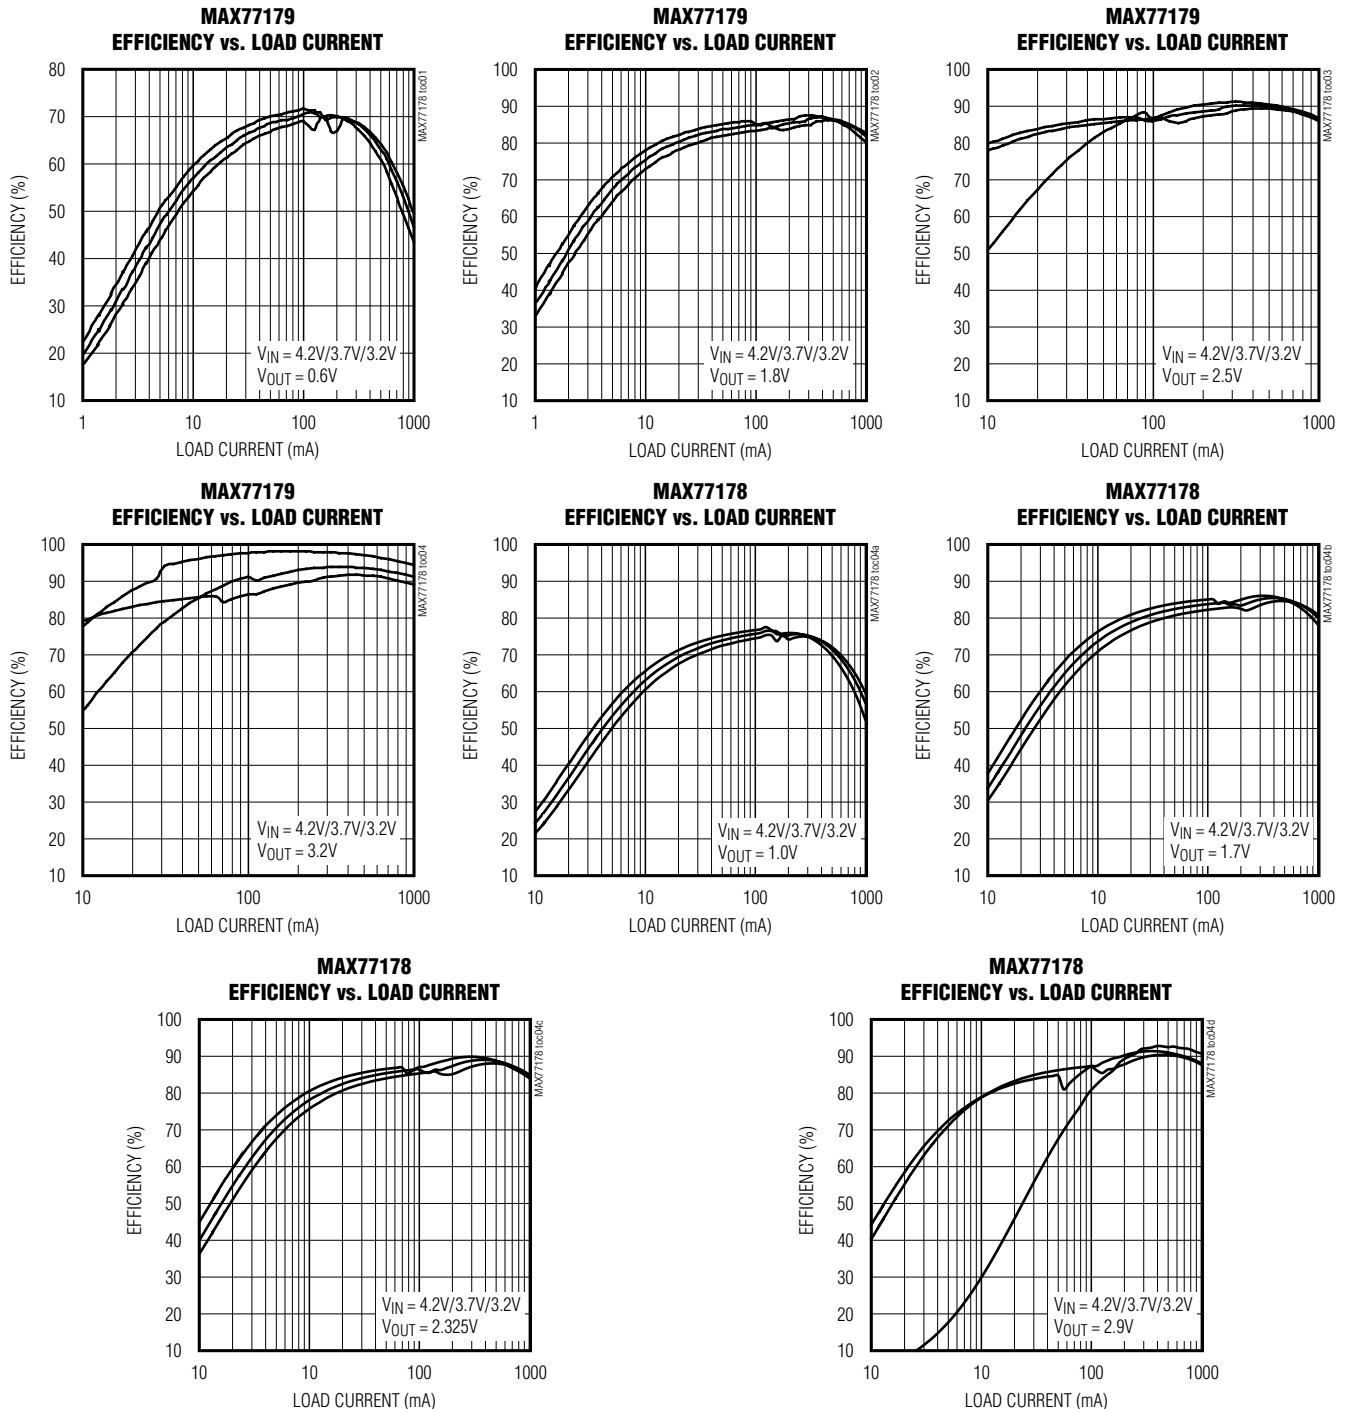 MAX77179
EFFICIENCY vs. LOAD CURRENT
80
70
60
50
40
30
20
10
EFFICIENCY (%)
1
10
100
1000
LOAD CURRENT (mA)
VIN = 4.2V/3.7V/3.2V
VOUT = 0.6V
MAX77178 toc01
MAX77179
EFFICIENCY vs. LOAD CURRENT
100
90
80
70
60
50
40
30
20
10
EFFICIENCY (%)
1
10
100
1000
LOAD CURRENT (mA)
VIN = 4.2V/3.7V/3.2V
VOUT = 1.8V
MAX77178 toc02
MAX77179
EFFICIENCY vs. LOAD CURRENT
100
90
80
70
60
50
40
30
20
10
EFFICIENCY (%)
10
100
1000
LOAD CURRENT (mA)
VIN = 4.2V/3.7V/3.2V
VOUT = 2.5V
MAX77178 toc03
MAX77179
EFFICIENCY vs. LOAD CURRENT
100
90
80
70
60
50
40
30
20
10
EFFICIENCY (%)
10
100
1000
LOAD CURRENT (mA)
VIN = 4.2V/3.7V/3.2V
VOUT = 3.2V
MAX77178 toc04
MAX77178
EFFICIENCY vs. LOAD CURRENT
100
90
80
70
60
50
40
30
20
10
EFFICIENCY (%)
10
10
100
1000
LOAD CURRENT (mA)
VIN = 4.2V/3.7V/3.2V
VOUT = 1.0V
MAX77178 toc04a
MAX77178
EFFICIENCY vs. LOAD CURRENT
100
90
80
70
60
50
40
30
20
10
EFFICIENCY (%)
10
10
100
1000
LOAD CURRENT (mA)
VIN = 4.2V/3.7V/3.2V
VOUT = 1.7V
MAX77178 toc04b
MAX77178
EFFICIENCY vs. LOAD CURRENT
100
90
80
70
60
50
40
30
20
10
EFFICIENCY (%)
10
10
100
1000
LOAD CURRENT (mA)
VIN = 4.2V/3.7V/3.2V
VOUT = 2.325V
MAX77178 toc04c
MAX77178
EFFICIENCY vs. LOAD CURRENT
100
90
80
70
60
50
40
30
20
10
EFFICIENCY (%)
10
10
100
1000
LOAD CURRENT (mA)
VIN = 4.2V/3.7V/3.2V
VOUT = 2.9V
MAX77178 toc04d